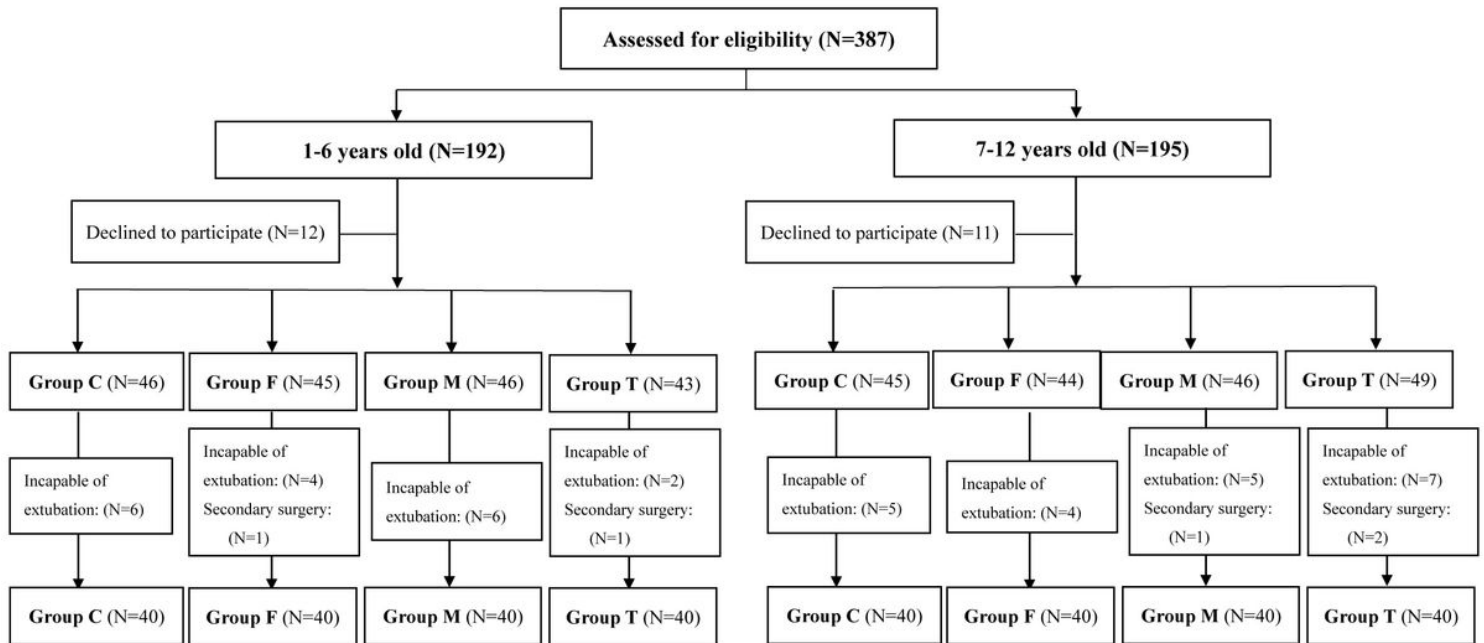 Assessed for eligibility (N=387)
1-6 years old (N=192)
7-12 years old (N=195)
Declined to participate (N=12)
Declined to participate (N=11)
Group C (N=46)
Group F (N=45)
Group M (N=46)
Group T (N=43)
Group C (N=45)
Group F (N=44)
Group M (N=46)
Group T (N=49)
Incapable of
extubation: (N=6)
Incapable of
extubation: (N=4)
Secondary surgery:
(N=1)
Incapable of
extubation: (N=6)
Incapable of
extubation: (N=2)
Secondary surgery:
(N=1)
Incapable of
extubation: (N=5)
Incapable of
extubation: (N=4)
Incapable of
extubation: (N=5)
Secondary surgery:
(N=1)
Incapable of
extubation: (N=7)
Secondary surgery:
(N=2)
Group C (N=40)
Group F (N=40)
Group M (N=40)
Group T (N=40)
Group C (N=40)
Group F (N=40)
Group M (N=40)
Group T (N=40)